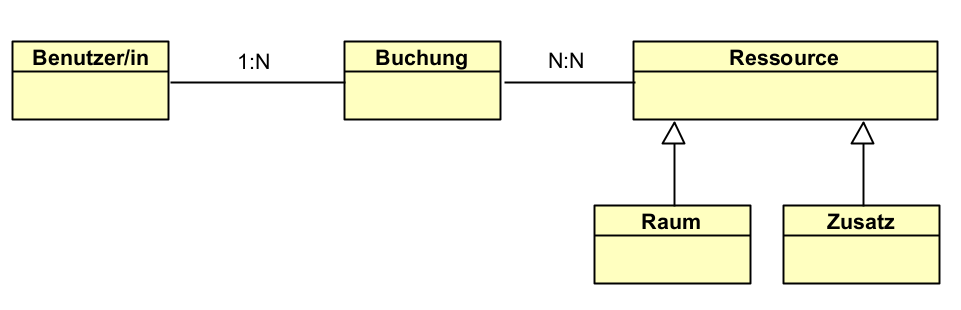 Benutzer/in
1:N
Buchung
N:N
Ressource
Raum
Zusatz